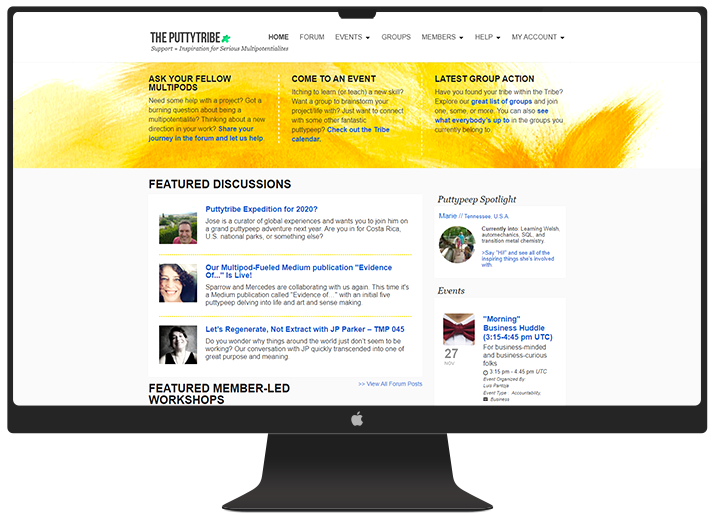 THE PUTTYTRIBE
Support + Inspiration for Serious Multipotentialites
HOME FORUM EVENTS GROUPS MEMBERS HELP MY ACCOUNT
ASK YOUR FELLOW
MULTIPODS
Need some help with a project? Got a
burning question about being a
multipotentialite? Thinking about a new
direction in your work? Share your
journey in the forum and let us help.
COME TO AN EVENT
Itching to learn (or teach) a new skill?
Want a group to brainstorm your
project/life with? Just want to connect
with some other fantastic
puttypeep? Check out the Tribe
calendar.
LATEST GROUP ACTION
Have you found your tribe within the Tribe?
Explore our great list of groups and join
one, some, or more. You can also see
what everybody's up to in the groups you
currently belong to.
FEATURED DISCUSSIONS
Puttytribe Expedition for 2020?
Jose is a curator of global experiences and wants you to join him on
a grand puttypeep adventure next year. Are you in for Costa Rica,
U.S. national parks, or something else?
Our Multipod-Fueled Medium publication "Evidence
Of..." Is Live!
Sparrow and Mercedes are collaborating with us again. This time it's
a Medium publication called "Evidence of…" with an initial five
puttypeep delving into life and art and sense making.
Let's Regenerate, Not Extract with JP Parker – TMP 045
Do you wonder why things around the world just don't seem to be
working? Our conversation with JP quickly transcended into one of
great purpose and meaning.
>> View All Forum Posts
FEATURED MEMBER-LED
WORKSHOPS
Puttypeep Spotlight
Marie // Tennessee, U.S.A.
Currently into: Learning Welsh,
automechanics, SQL, and
transition metal chemistry.
>Say "HI!" and see all of the
inspiring things she's involved
with.
Events
27
NOV
"Morning"
Business Huddle
(3:15-4:45 pm UTC)
For business-minded
and business-curious
folks
3:15 pm - 4:45 pm UTC
Event Organized By:
Luis Pantoja
Event Type Accountability,
Business